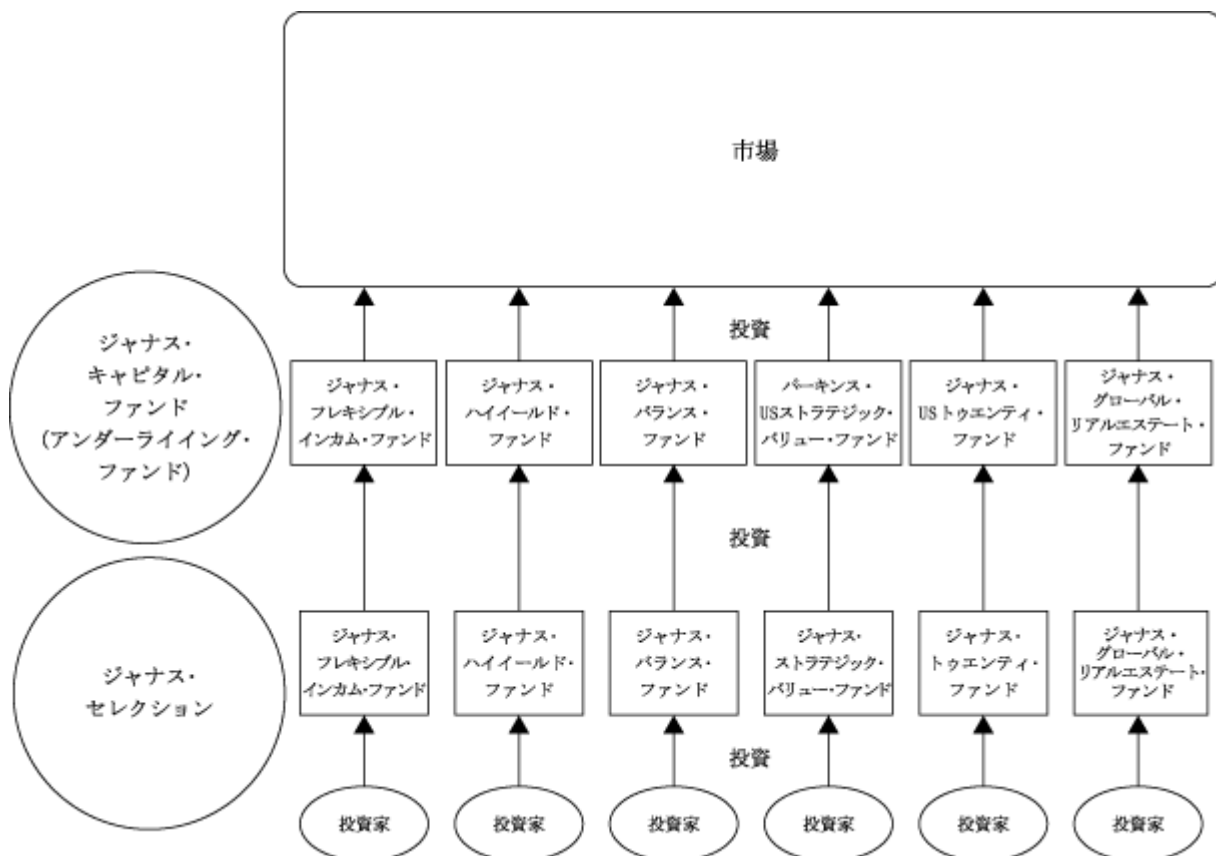 市場
投資
ジャナス・
キャピタル・
ファンド
(アンダーライイング・
ファンド)
ジャナス・
フレキシブル・
インカム・ファンド
ジャナス・
ハイイールド・
ファンド
ジャナス・
バランス・
ファンド
パーキンス・
USストラテジック・
バリュー・ファンド
ジャナス・
USトゥエンティ・
ファンド
ジャナス・
グローバル・
リアルエステート・
ファンド
投資
ジャナス・
セレクション
ジャナス・
フレキシブル・
インカム・ファンド
ジャナス・
ハイイールド・
ファンド
ジャナス・
バランス・
ファンド
ジャナス・
ストラテジック・
バリュー・ファンド
ジャナス・
トゥエンティ・
ファンド
ジャナス・
グローバル・
リアルエステート・
ファンド
投資
投資家
投資家
投資家
投資家
投資家
投資家